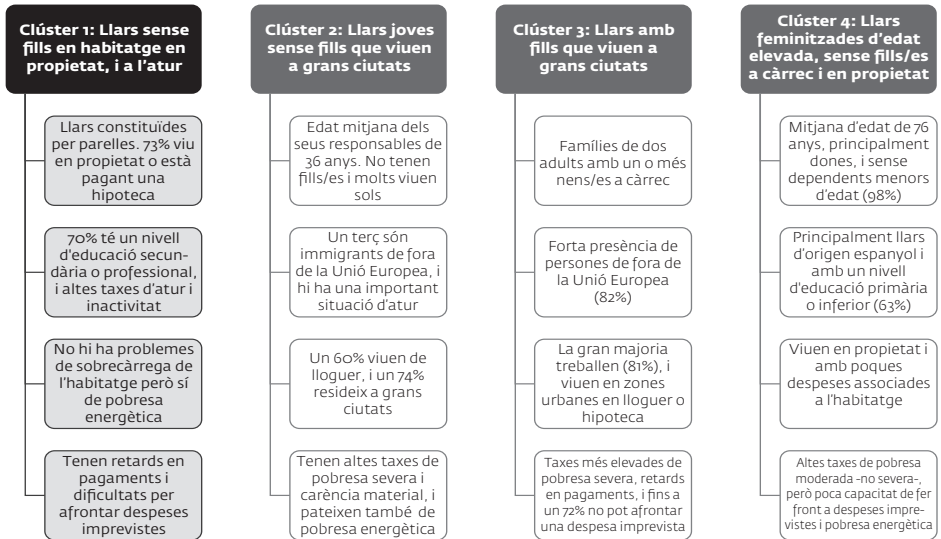 Clúster 1: Llars sense
fills en habitatge en
propietat, i a l'atur
Llars constituïdes
per parelles. 73% viu
en propietat o està
pagant una
hipoteca
70% té un nivell
d'educació secun-
dària o professional,
i altes taxes d'atur i
inactivitat
No hi ha problemes
de sobrecàrrega de
l'habitatge però sí
de pobresa
energètica
Tenen retards en
pagaments i
dificultats per
afrontar despeses
imprevistes
Clúster 2: Llars joves
sense fills que viuen
a grans ciutats
Edat mitjana dels
seus responsables de
36 anys. No tenen
fills/es i molts viuen
sols
Un terç són
immigrants de fora
de la Unió Europea, i
hi ha una important
situació d'atur
Un 60% viuen de
lloguer, i un 74%
resideix a grans
ciutats
Tenen altes taxes de
pobresa severa i
carència material, i
pateixen també de
pobresa energètica
Clúster 3: Llars amb
fills que viuen a
grans ciutats
Famílies de dos
adults amb un o més
nens/es a càrrec
Forta presència de
persones de fora de
la Unió Europea
(82%)
La gran majoria
treballen (81%), i
viuen en zones
urbanes en lloguer o
hipoteca
Taxes més elevades de
pobresa severa, retards
en pagaments, i fins a
un 72% no pot afrontar
una despesa imprevista
Clúster 4: Llars
feminitzades d'edat
elevada, sense fills/es
a càrrec i en propietat
Mitjana d'edat de 76
anys, principalment
dones, i sense
dependents menors
d'edat (98%)
Principalment llars
d'origen espanyol i
amb un nivell
d'educació primària
o inferior (63%)
Viuen en propietat i
amb poques
despeses associades
a l'habitatge
Altes taxes de pobresa
moderada -no severa-,
però poca capacitat de fer
front a despeses impre-
vistes i pobresa energètica